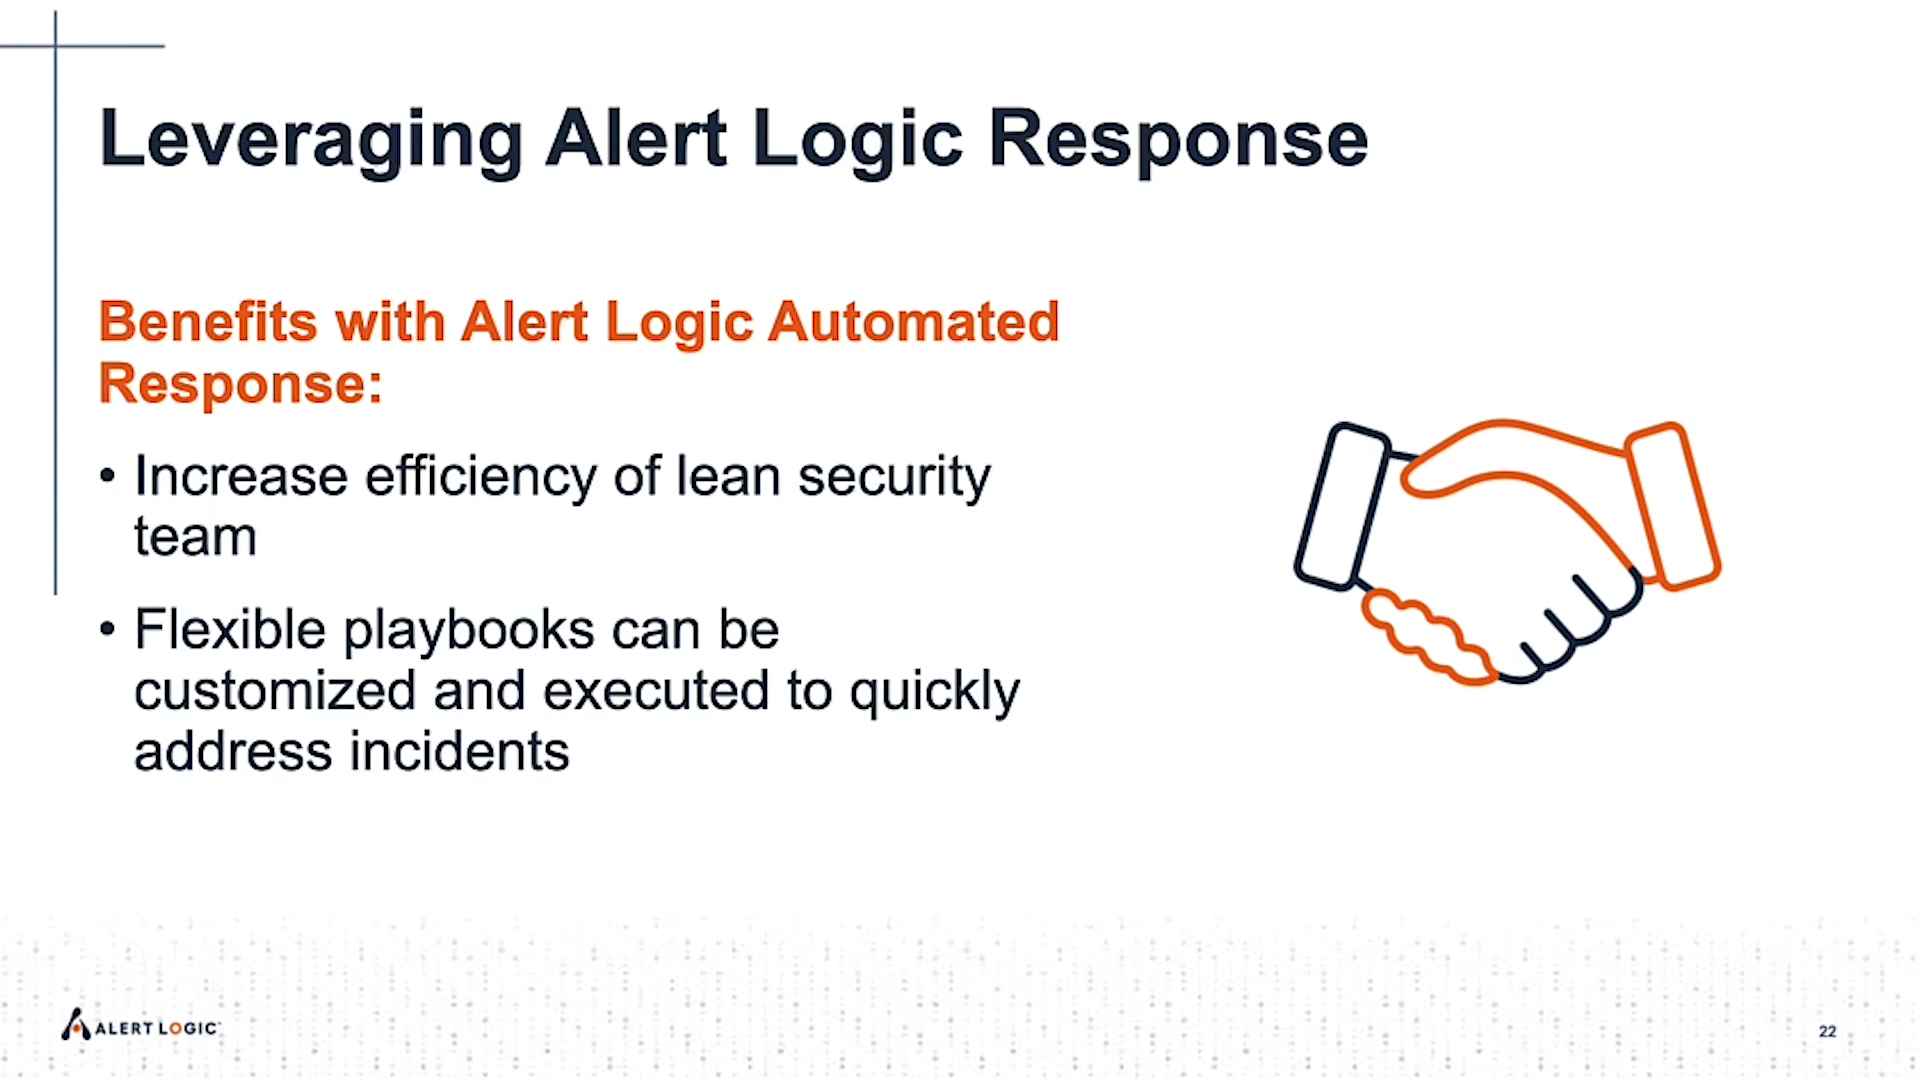 Leveraging Alert Logic Response
Benefits with Alert Logic Automated
Response:
• Increase efficiency of lean security
team
• Flexible playbooks can be
customized and executed to quickly
address incidents
ALERT LOGIC
22